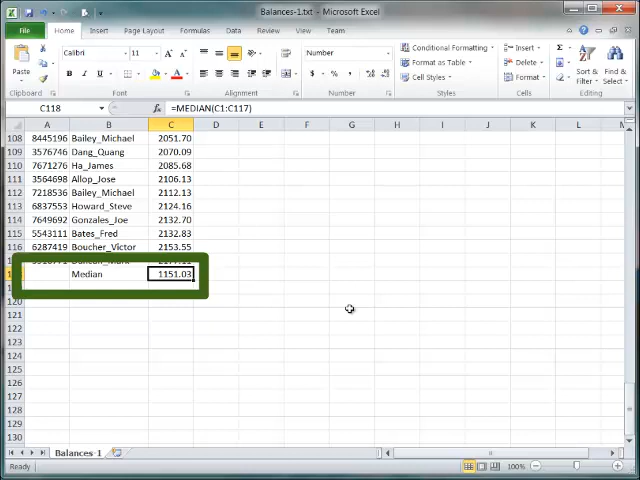 Balances-1.txt - Microsoft Excel
File Home Insert Page Layout Formulas Data Review View Team
Paste Calibri 11 Number Conditional Formatting Insert Σ
B I U $ % , Format as Table Delete Sort & Filter Find & Select
Cell Styles Format
Clipboard Font Alignment Number Styles Cells Editing
C118 fx =MEDIAN(C1:C117)
A B C D E F G H I J K L
108 8445196 Bailey_Michael 2051.70
109 3576746 Dang_Quang 2070.09
110 7671276 Ha_James 2085.68
111 3564698 Allop_Jose 2106.13
112 7218536 Bailey_Michael 2112.13
113 6837553 Howard_Steve 2124.16
114 7649692 Gonzales_Joe 2132.70
115 5543111 Bates_Fred 2132.83
116 6287419 Boucher_Victor 2153.55
Median 1151.03
120
121
122
123
124
125
126
127
128
129
130
Balances-1
Ready 100%